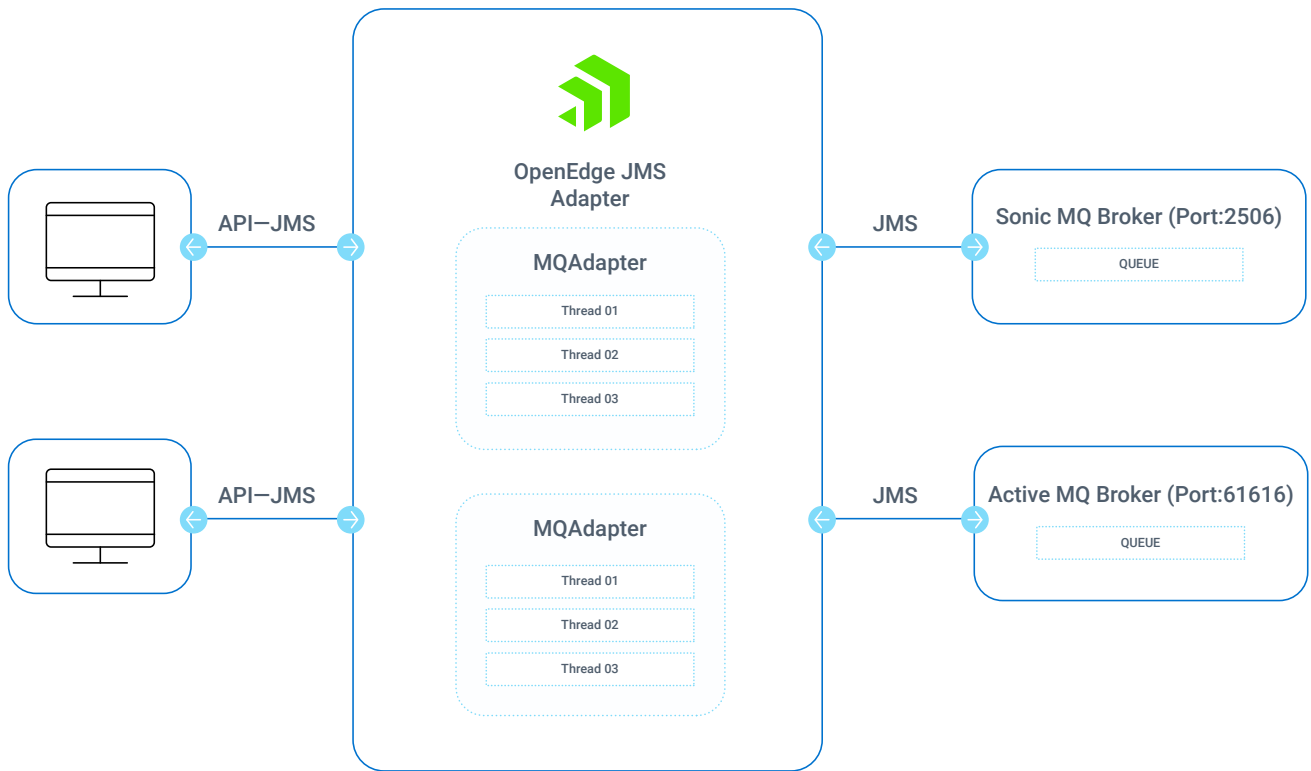 OpenEdge JMS
Adapter
API—JMS
MQAdapter
Thread 01
Thread 02
Thread 03
JMS
Sonic MQ Broker (Port:2506)
QUEUE
API—JMS
MQAdapter
Thread 01
Thread 02
Thread 03
JMS
Active MQ Broker (Port:61616)
QUEUE